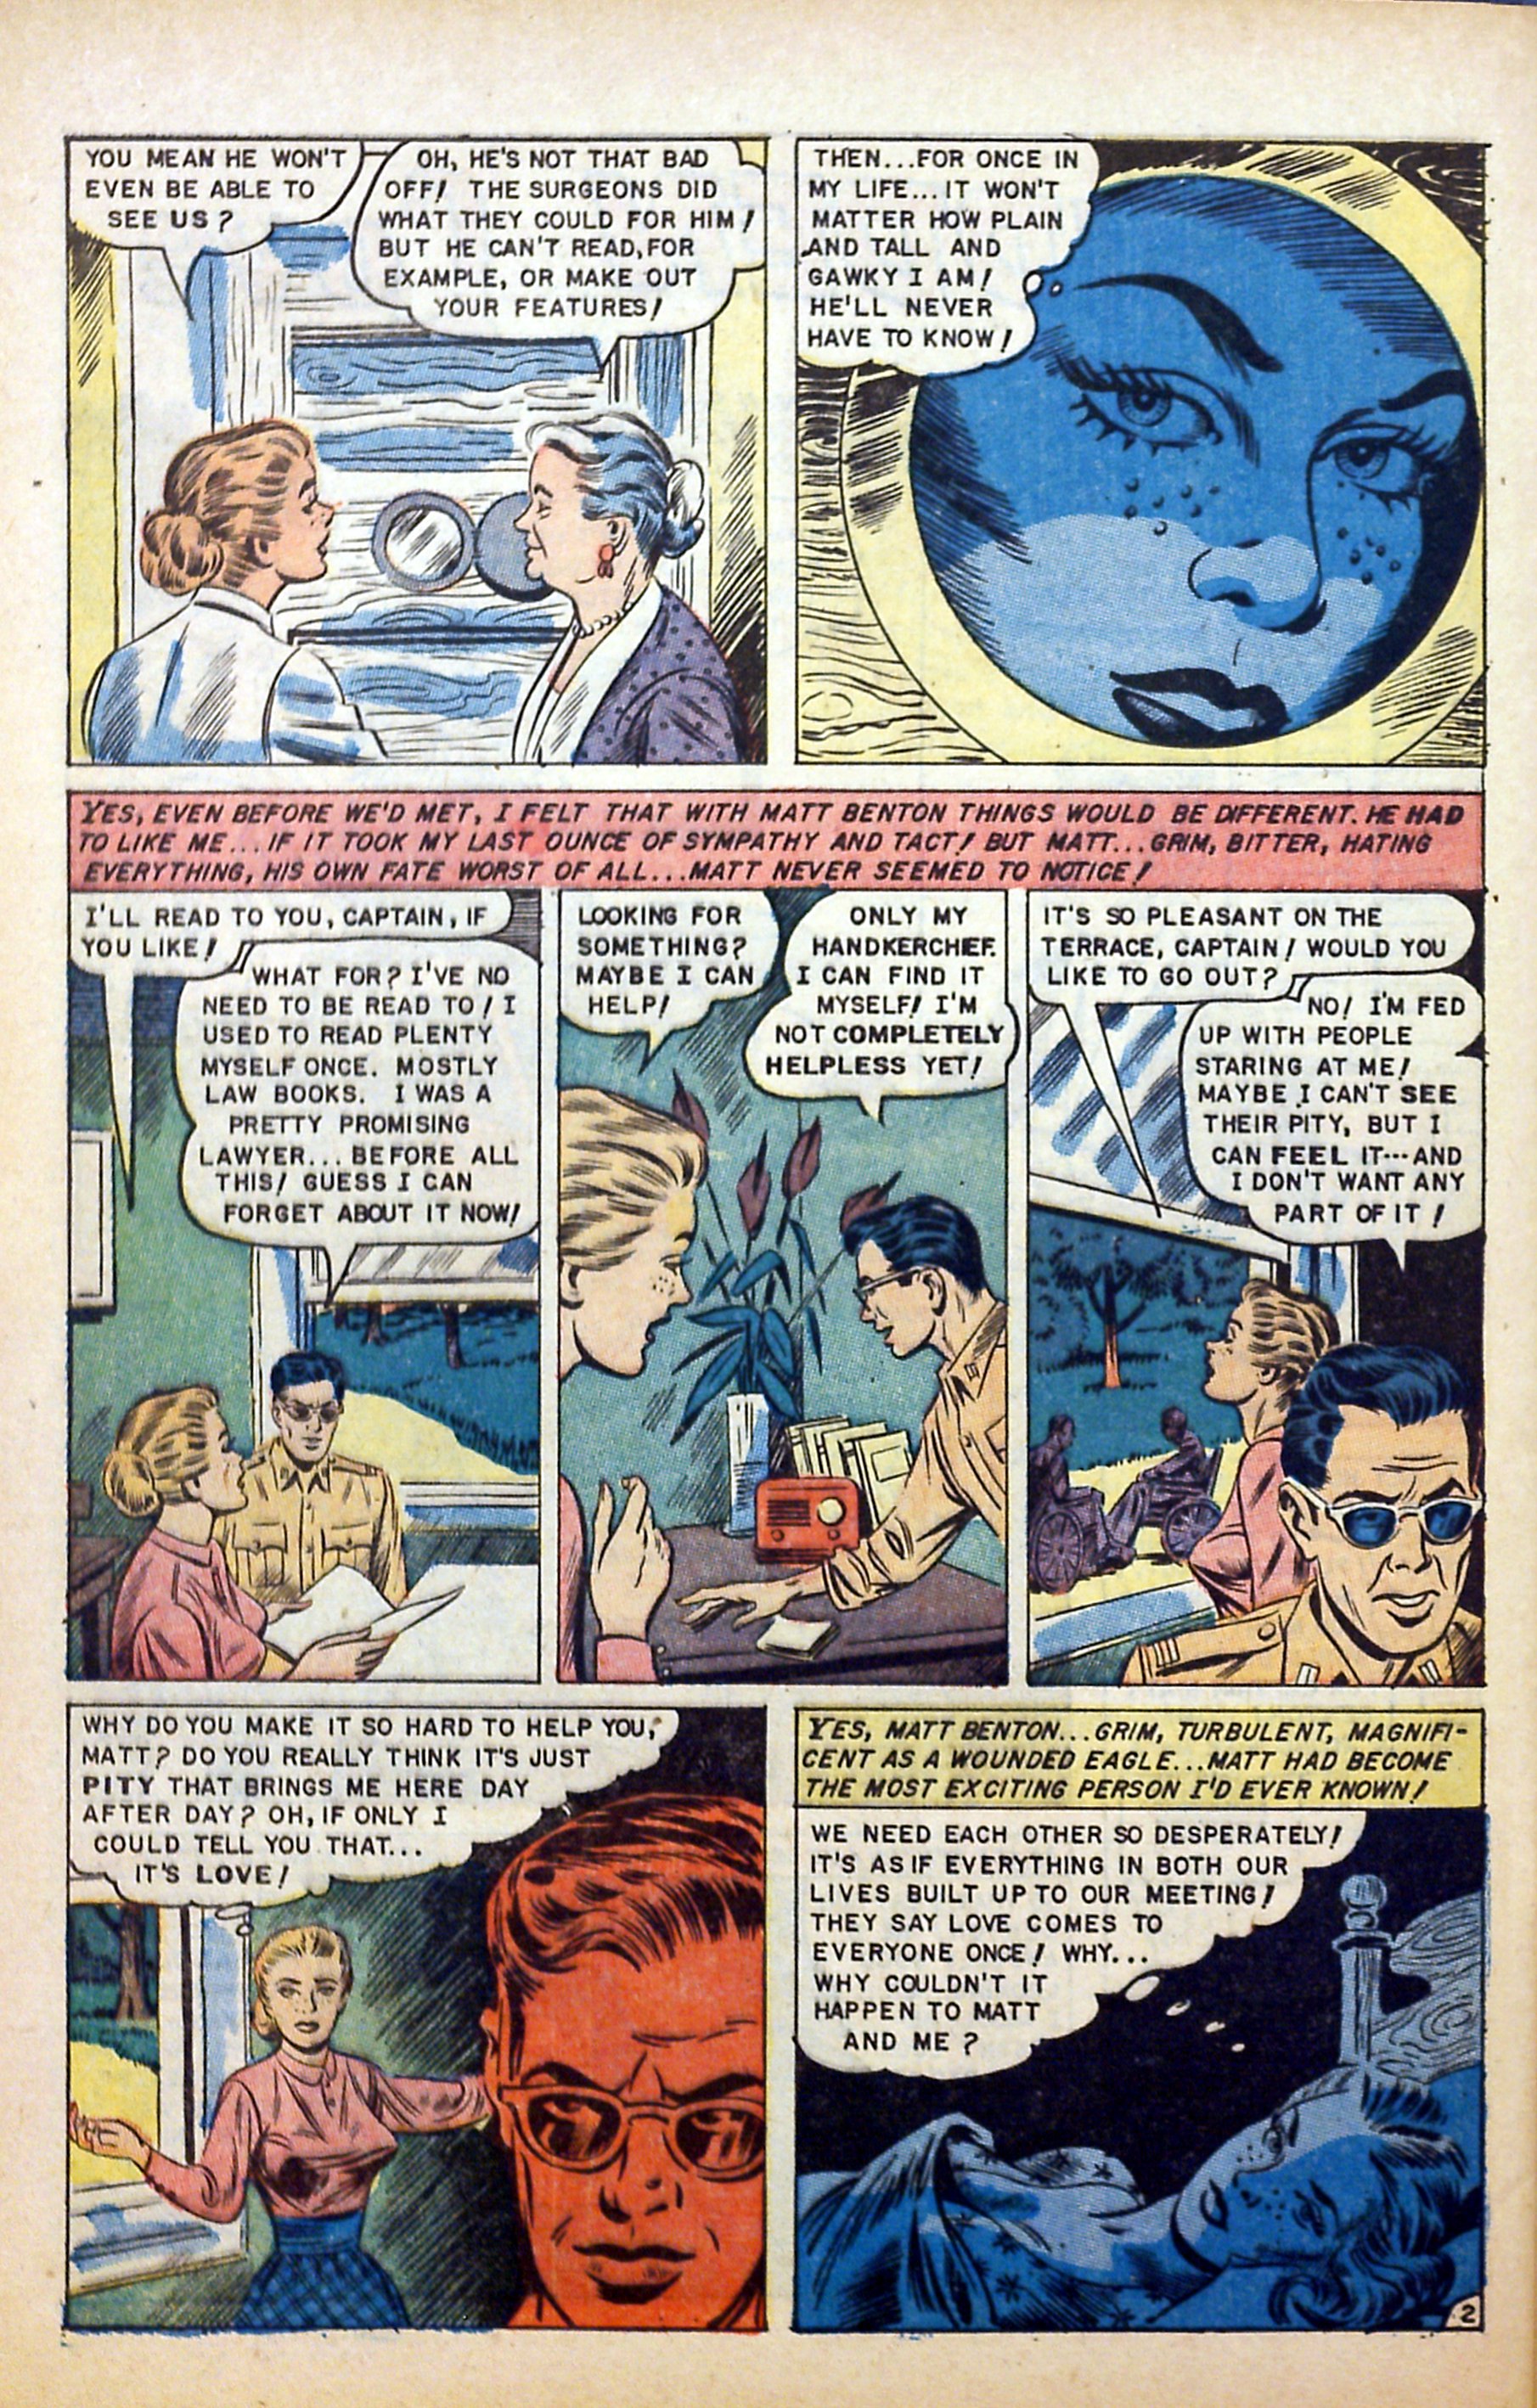 YOU MEAN HE WON'T
EVEN BE ABLE TO
SEE US?
OH, HE'S NOT THAT BAD
OFF! THE SURGEONS DID
WHAT THEY COULD FOR HIM!
BUT HE CAN'T READ, FOR
EXAMPLE, OR MAKE OUT
YOUR FEATURES!
THEN...FOR ONCE IN
MY LIFE...IT WON'T
MATTER HOW PLAIN
AND TALL AND
GAWKY I AM!
HE'LL NEVER
HAVE TO KNOW!
YES, EVEN BEFORE WE'D MET, I FELT THAT WITH MATT BENTON THINGS WOULD BE DIFFERENT. HE HAD
TO LIKE ME...IF IT TOOK MY LAST OUNCE OF SYMPATHY AND TACT! BUT MATT...GRIM, BITTER, HATING
EVERYTHING, HIS OWN FATE WORST OF ALL...MATT NEVER SEEMED TO NOTICE!
I'LL READ TO YOU, CAPTAIN, IF
YOU LIKE!
WHAT FOR? I'VE NO
NEED TO BE READ TO! I
USED TO READ PLENTY
MYSELF ONCE. MOSTLY
LAW BOOKS. I WAS A
PRETTY PROMISING
LAWYER... BEFORE ALL
THIS! GUESS I CAN
FORGET ABOUT IT NOW!
LOOKING FOR
SOMETHING?
MAYBE I CAN
HELP!
ONLY MY
HANDKERCHIEF.
I CAN FIND IT
MYSELF! I'M
NOT COMPLETELY
HELPLESS YET!
IT'S SO PLEASANT ON THE
TERRACE, CAPTAIN! WOULD YOU
LIKE TO GO OUT?
NO! I'M FED
UP WITH PEOPLE
STARING AT ME!
MAYBE I CAN'T SEE
THEIR PITY, BUT I
CAN FEEL IT---AND
I DON'T WANT ANY
PART OF IT!
WHY DO YOU MAKE IT SO HARD TO HELP YOU,
MATT? DO YOU REALLY THINK IT'S JUST
PITY THAT BRINGS ME HERE DAY
AFTER DAY? OH, IF ONLY I
COULD TELL YOU THAT...
IT'S LOVE!
YES, MATT BENTON...GRIM, TURBULENT, MAGNIFI-
CENT AS A WOUNDED EAGLE...MATT HAD BECOME
THE MOST EXCITING PERSON I'D EVER KNOWN!
WE NEED EACH OTHER SO DESPERATELY!
IT'S AS IF EVERYTHING IN BOTH OUR
LIVES BUILT UP TO OUR MEETING!
THEY SAY LOVE COMES TO
EVERYONE ONCE! WHY...
WHY COULDN'T IT
HAPPEN TO MATT
AND ME?
2